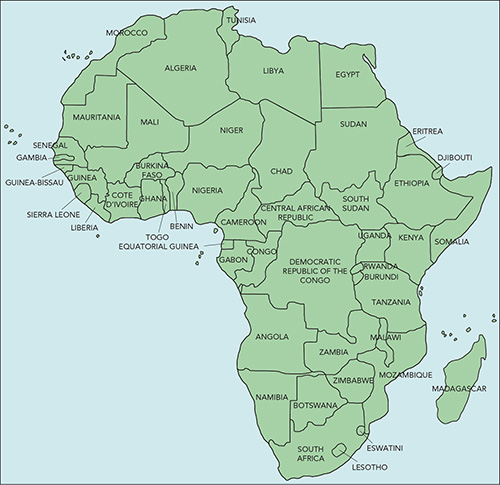 TUNISIA
MOROCCO
ALGERIA
LIBYA
EGYPT
MAURITANIA
MALI
NIGER
CHAD
SUDAN
ERITREA
SENEGAL
GAMBIA
GUINEA-BISSAU
GUINEA
SIERRA LEONE
LIBERIA
COTE
D'IVOIRE
BURKINA
FASO
GHANA
TOGO
BENIN
NIGERIA
DJIBOUTI
ETHIOPIA
SOUTH
SUDAN
CENTRAL AFRICAN
REPUBLIC
CAMEROON
EQUATORIAL GUINEA
GABON
CONGO
DEMOCRATIC
REPUBLIC OF THE
CONGO
UGANDA
KENYA
SOMALIA
RWANDA
BURUNDI
TANZANIA
ANGOLA
ZAMBIA
MALAWI
MOZAMBIQUE
ZIMBABWE
MADAGASCAR
NAMIBIA
BOTSWANA
SOUTH
AFRICA
ESWATINI
LESOTHO